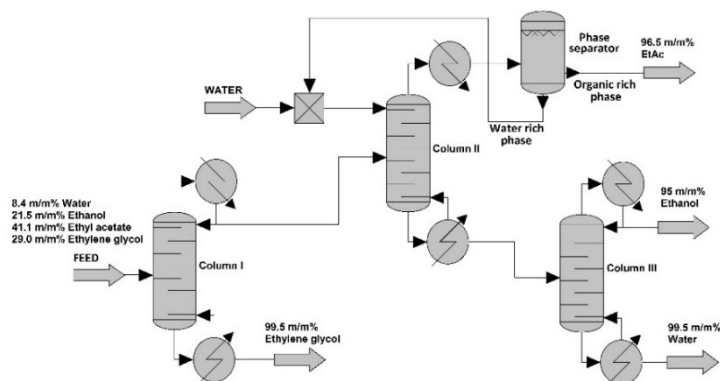 Phase
separator
96.5 m/m%
EtAc
Organic rich
phase
WATER
Water rich
phase
Column II
8.4 m/m% Water
21.5 m/m% Ethanol
41.1 m/m% Ethyl acetate
29.0 m/m% Ethylene glycol
FEED
Column I
95 m/m%
Ethanol
Column III
99.5 m/m%
Ethylene glycol
99.5 m/m%
Water